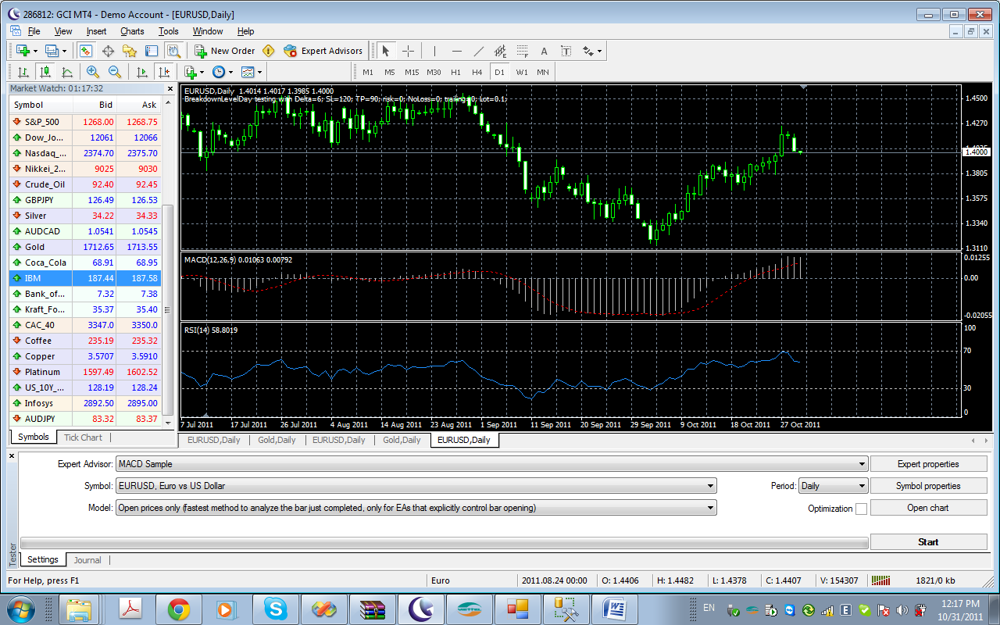 286812: GCI MT4 - Demo Account - [EURUSD,Daily]
File View Insert Charts Tools Window Help
New Order Expert Advisors A T
M1 M5 M15 M30 H1 H4 D1 W1 MN
Market Watch: 01:17:32
Symbol Bid Ask
S&P_500 1268.00 1268.75
Dow_Jo... 12061 12066
Nasdaq_... 2374.70 2375.70
Nikkei_2... 9025 9030
Crude_Oil 92.40 92.45
GBPJPY 126.49 126.53
Silver 34.22 34.33
AUDCAD 1.0541 1.0545
Gold 1712.65 1713.55
Coca_Cola 68.91 68.95
IBM 187.44 187.58
Bank_of... 7.32 7.38
Kraft_Fo... 35.37 35.40
CAC_40 3347.0 3350.0
Coffee 235.19 235.32
Copper 3.5707 3.5910
Platinum 1597.49 1602.52
US_10Y_... 128.19 128.24
Infosys 2892.50 2895.00
AUDJPY 83.32 83.37
Symbols Tick Chart
EURUSD,Daily 1.4014 1.4017 1.3985 1.4000
BreakdownLevelDay testing with Delta=6; SL=120; TP=90; risk=0; NoLoss=0; trailing=0; Lot=0.1;
1.4500
1.4270
1.4035
1.4000
1.3805
1.3575
1.3340
1.3110
MACD(12,26,9) 0.01063 0.00792
0.01255
0.00
-0.02055
RSI(14) 58.8019
100
70
30
0
7 Jul 2011 17 Jul 2011 26 Jul 2011 4 Aug 2011 14 Aug 2011 23 Aug 2011 1 Sep 2011 11 Sep 2011 20 Sep 2011 29 Sep 2011 9 Oct 2011 18 Oct 2011 27 Oct 2011
EURUSD,Daily Gold,Daily EURUSD,Daily Gold,Daily EURUSD,Daily
Expert Advisor: MACD Sample Expert properties
Symbol: EURUSD, Euro vs US Dollar Period: Daily Symbol properties
Model: Open prices only (fastest method to analyze the bar just completed, only for EAs that explicitly control bar opening) Optimization Open chart
Start
Tester
Settings Journal
For Help, press F1 Euro 2011.08.24 00:00 O: 1.4406 H: 1.4482 L: 1.4378 C: 1.4407 V: 154307 1821/0 kb
VIETTEL
EN
12:17 PM
10/31/2011